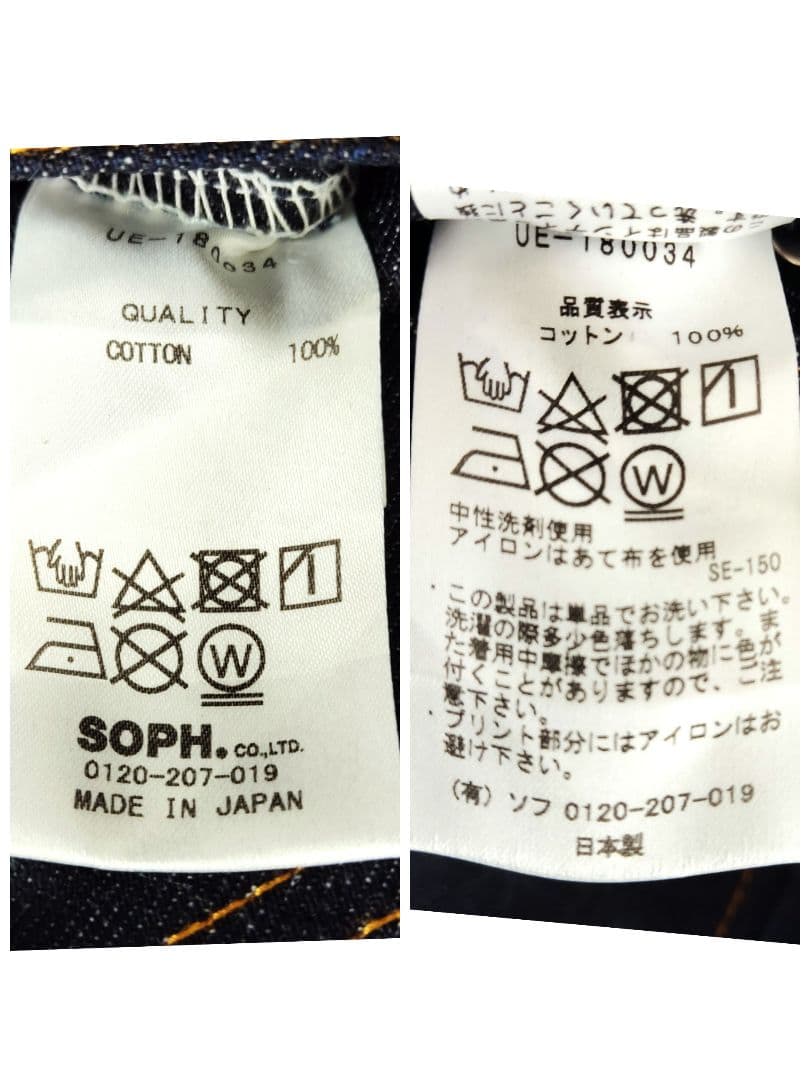 UE-180034
QUALITY
COTTON 100%
W
SOPH. CO.,LTD.
0120-207-019
MADE IN JAPAN
UE-180034
品質表示
コットン 100%
W
中性洗剤使用
アイロンはあて布を使用
SE-150
・この製品は単品でお洗い下さい。
洗濯の際多少色落ちします。ま
た着用中摩擦でほかの物に色が
付くことがありますので、ご注
意下さい。
・プリント部分にはアイロンはお
避け下さい。
(有) ソフ 0120-207-019
日本製